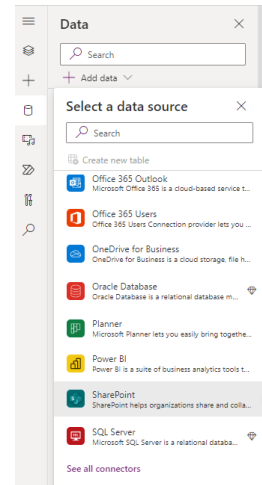 Data
Search
Add data
Select a data source
Search
Create new table
Office 365 Outlook
Microsoft Office 365 is a cloud-based service t...
Office 365 Users
Office 365 Users Connection provider lets you ...
OneDrive for Business
OneDrive for Business is a cloud storage, file h...
Oracle Database
Oracle Database is a relational database m...
Planner
Microsoft Planner lets you easily bring togethe...
Power BI
Power BI is a suite of business analytics tools t...
SharePoint
SharePoint helps organizations share and colla...
SQL Server
Microsoft SQL Server is a relational databa...
See all connectors